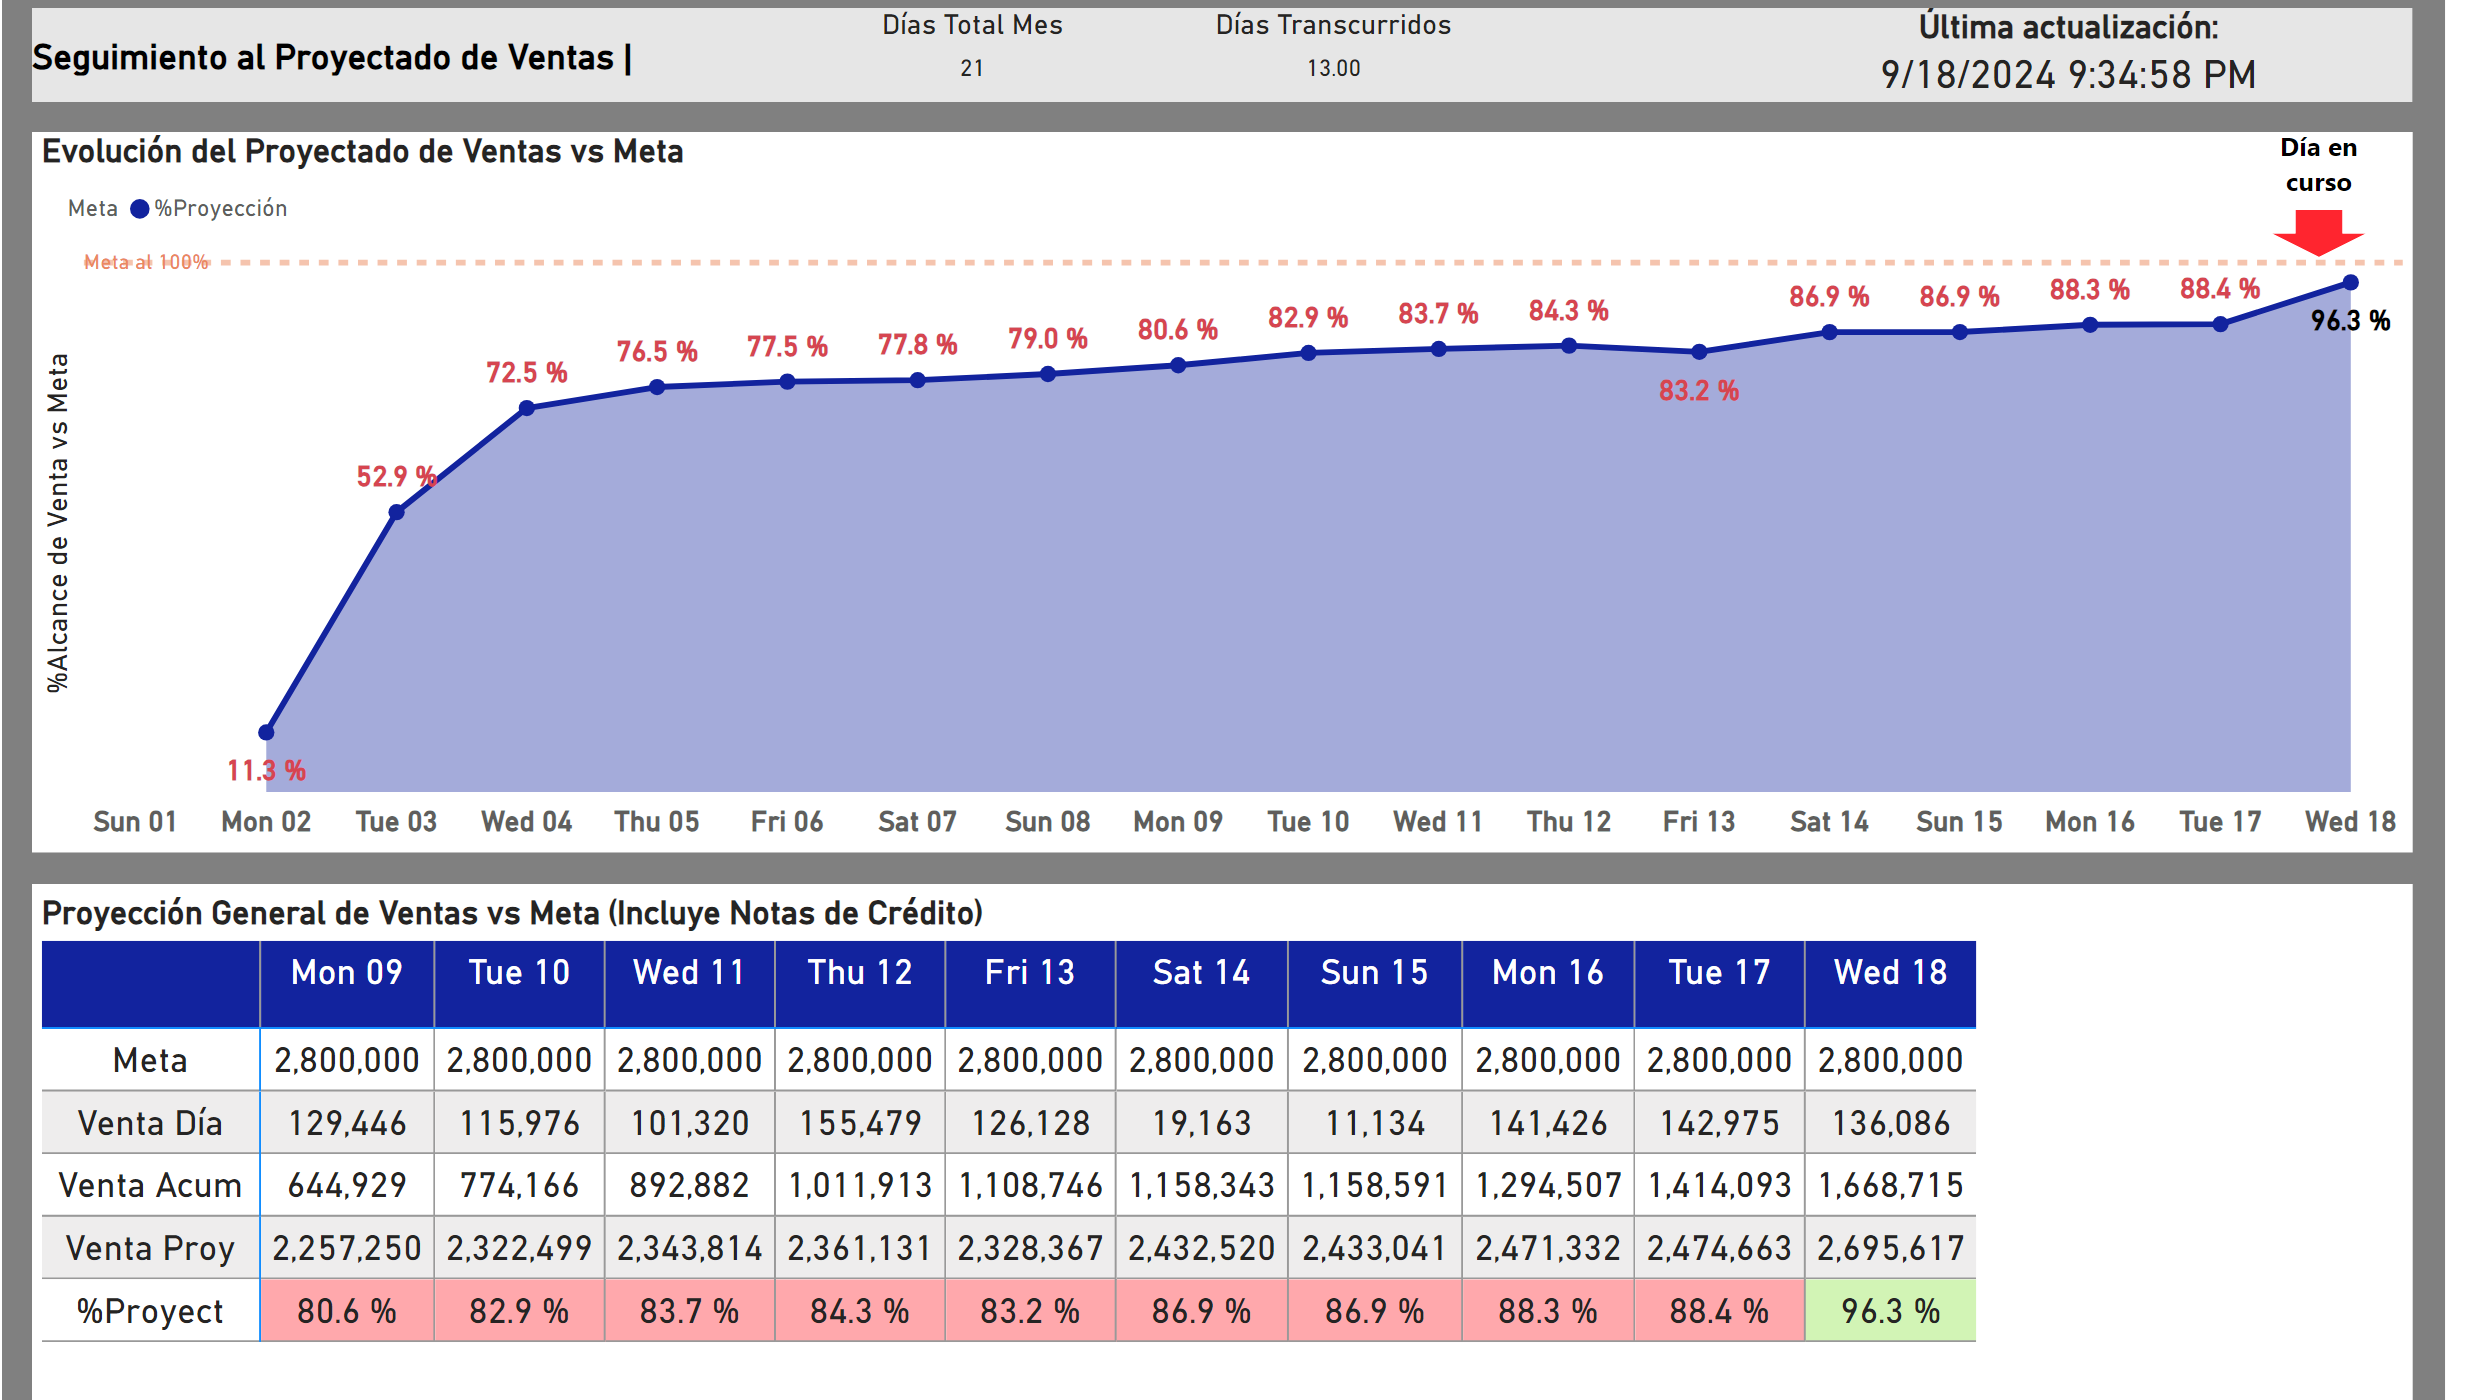 Seguimiento al Proyectado de Ventas |
Días Total Mes
21
Días Transcurridos
13.00
Última actualización:
9/18/2024 9:34:58 PM
Evolución del Proyectado de Ventas vs Meta
Día en
curso
Meta %Proyección
Meta al 100%
%Alcance de Venta vs Meta
11.3 %
52.9 %
72.5 %
76.5 %
77.5 %
77.8 %
79.0 %
80.6 %
82.9 %
83.7 %
84.3 %
83.2 %
86.9 %
86.9 %
88.3 %
88.4 %
96.3 %
Sun 01 Mon 02 Tue 03 Wed 04 Thu 05 Fri 06 Sat 07 Sun 08 Mon 09 Tue 10 Wed 11 Thu 12 Fri 13 Sat 14 Sun 15 Mon 16 Tue 17 Wed 18
Proyección General de Ventas vs Meta (Incluye Notas de Crédito)
Mon 09 Tue 10 Wed 11 Thu 12 Fri 13 Sat 14 Sun 15 Mon 16 Tue 17 Wed 18
Meta 2,800,000 2,800,000 2,800,000 2,800,000 2,800,000 2,800,000 2,800,000 2,800,000 2,800,000 2,800,000
Venta Día 129,446 115,976 101,320 155,479 126,128 19,163 11,134 141,426 142,975 136,086
Venta Acum 644,929 774,166 892,882 1,011,913 1,108,746 1,158,343 1,158,591 1,294,507 1,414,093 1,668,715
Venta Proy 2,257,250 2,322,499 2,343,814 2,361,131 2,328,367 2,432,520 2,433,041 2,471,332 2,474,663 2,695,617
%Proyect 80.6 % 82.9 % 83.7 % 84.3 % 83.2 % 86.9 % 86.9 % 88.3 % 88.4 % 96.3 %